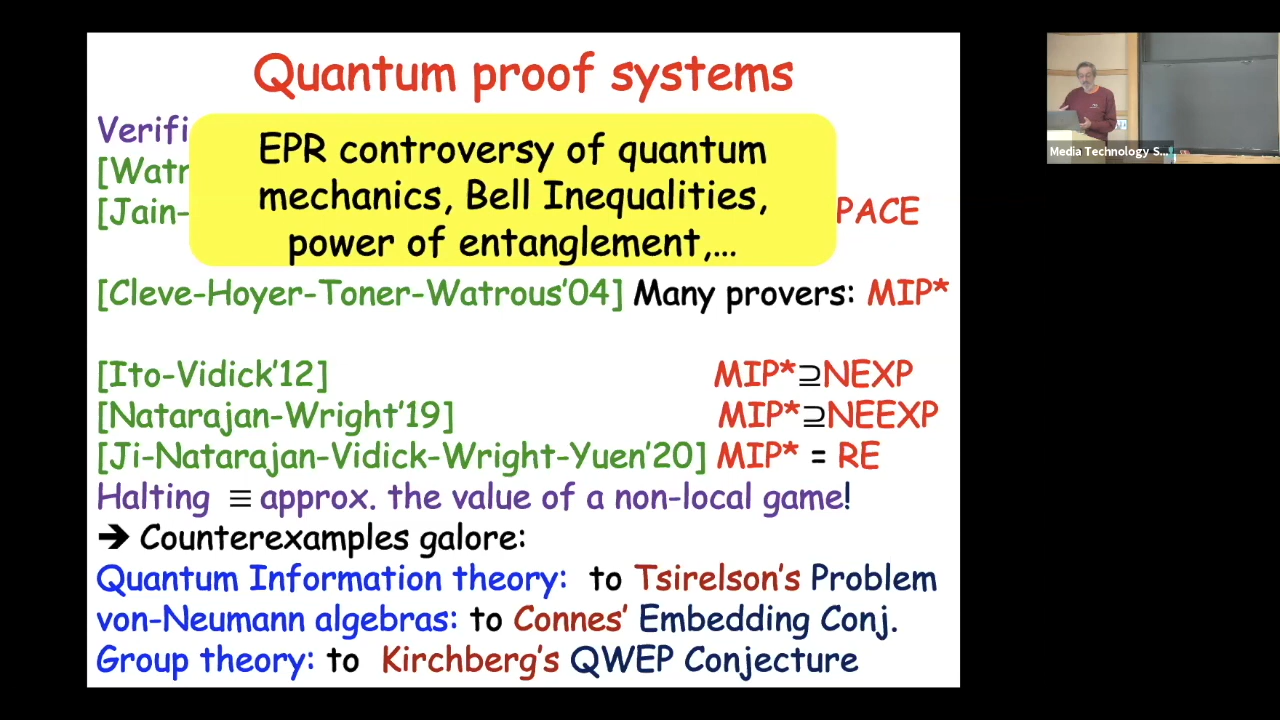 Quantum proof systems
Verifi
[Watr
[Jain- PACE
EPR controversy of quantum
mechanics, Bell Inequalities,
power of entanglement,...
[Cleve-Hoyer-Toner-Watrous'04] Many provers: MIP*
[Ito-Vidick'12] MIP*⊇NEXP
[Natarajan-Wright'19] MIP*⊇NEEXP
[Ji-Natarajan-Vidick-Wright-Yuen'20] MIP* = RE
Halting ≡ approx. the value of a non-local game!
➔ Counterexamples galore:
Quantum Information theory: to Tsirelson's Problem
von-Neumann algebras: to Connes' Embedding Conj.
Group theory: to Kirchberg's QWEP Conjecture
Media Technology S...